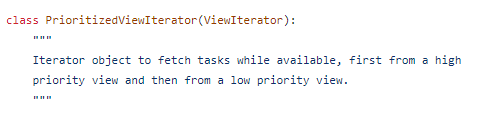 class PrioritizedViewIterator(ViewIterator):
"""
Iterator object to fetch tasks while available, first from a high
priority view and then from a low priority view.
"""